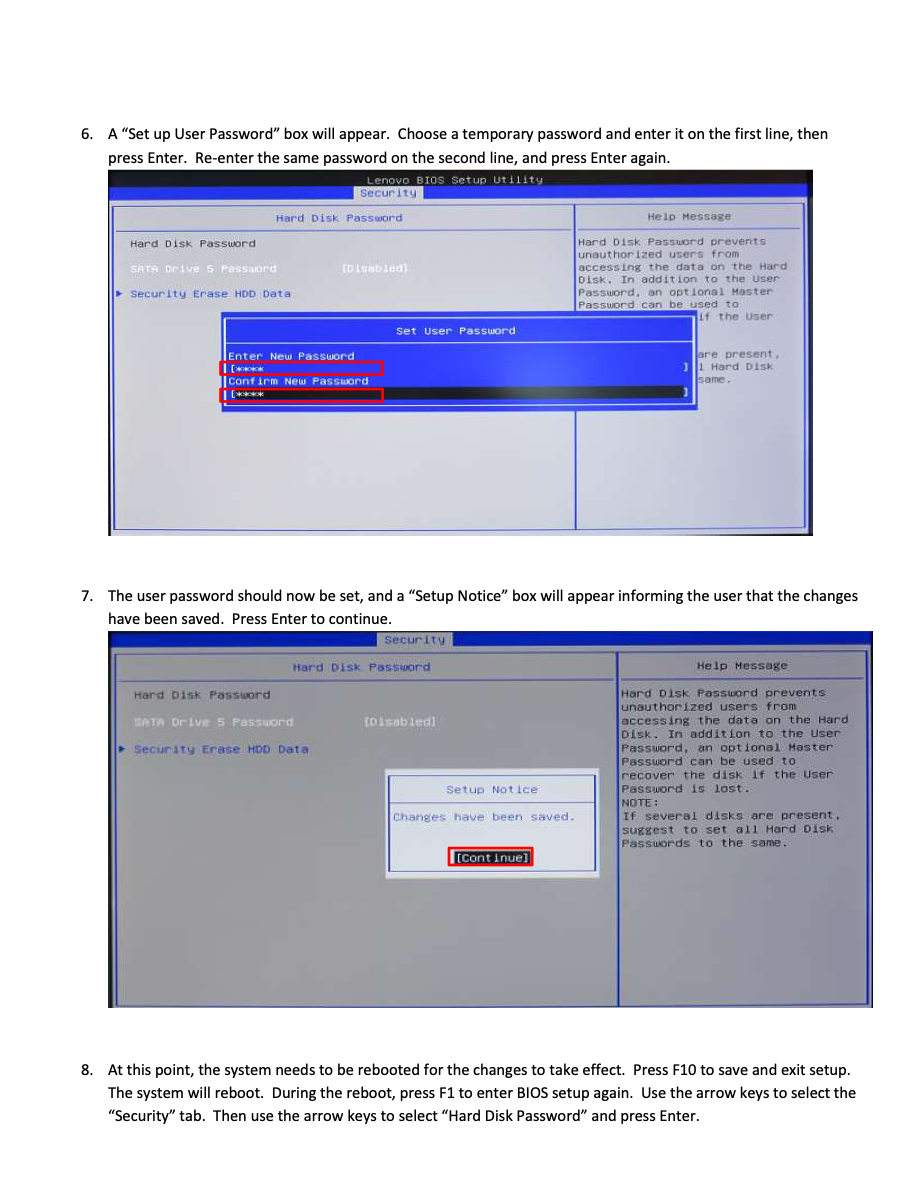 6. A “Set up User Password” box will appear.  Choose a temporary password and enter it on the first line, then
press Enter.  Re-enter the same password on the second line, and press Enter again.
Lenovo BIOS Setup Utility
Security
Hard Disk Password
Help Message
Hard Disk Password
SATA Drive 5 Password [Disabled]
Security Erase HDD Data
Hard Disk Password prevents
unauthorized users from
accessing the data on the Hard
Disk. In addition to the User
Password, an optional Master
Password can be used to
if the User
are present,
l Hard Disk
same.
Set User Password
Enter New Password
[**** ]
Confirm New Password
[**** ]
7. The user password should now be set, and a “Setup Notice” box will appear informing the user that the changes
have been saved.  Press Enter to continue.
Security
Hard Disk Password
Help Message
Hard Disk Password
SATA Drive 5 Password [Disabled]
Security Erase HDD Data
Hard Disk Password prevents
unauthorized users from
accessing the data on the Hard
Disk. In addition to the User
Password, an optional Master
Password can be used to
recover the disk if the User
Password is lost.
NOTE:
If several disks are present,
suggest to set all Hard Disk
Passwords to the same.
Setup Notice
Changes have been saved.
[Continue]
8. At this point, the system needs to be rebooted for the changes to take effect.  Press F10 to save and exit setup.
The system will reboot.  During the reboot, press F1 to enter BIOS setup again.  Use the arrow keys to select the
“Security” tab.  Then use the arrow keys to select “Hard Disk Password” and press Enter.